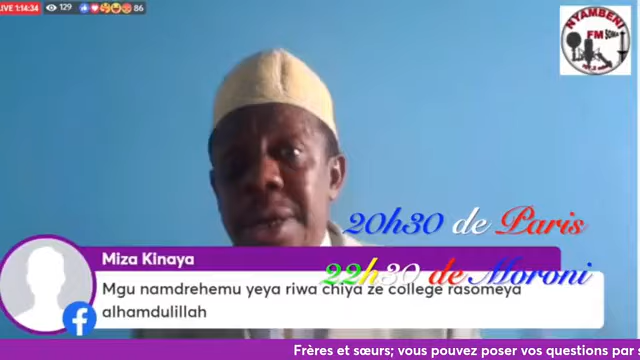 LIVE 1:14:34 129 86
NYAMBENI
FM SOMA
20h30 de Paris
22h30 de Moroni
Miza Kinaya
Mgu namdrehemu yeya riwa chiya ze college rasomeya
alhamdulillah
Frères et sœurs; vous pouvez poser vos questions par